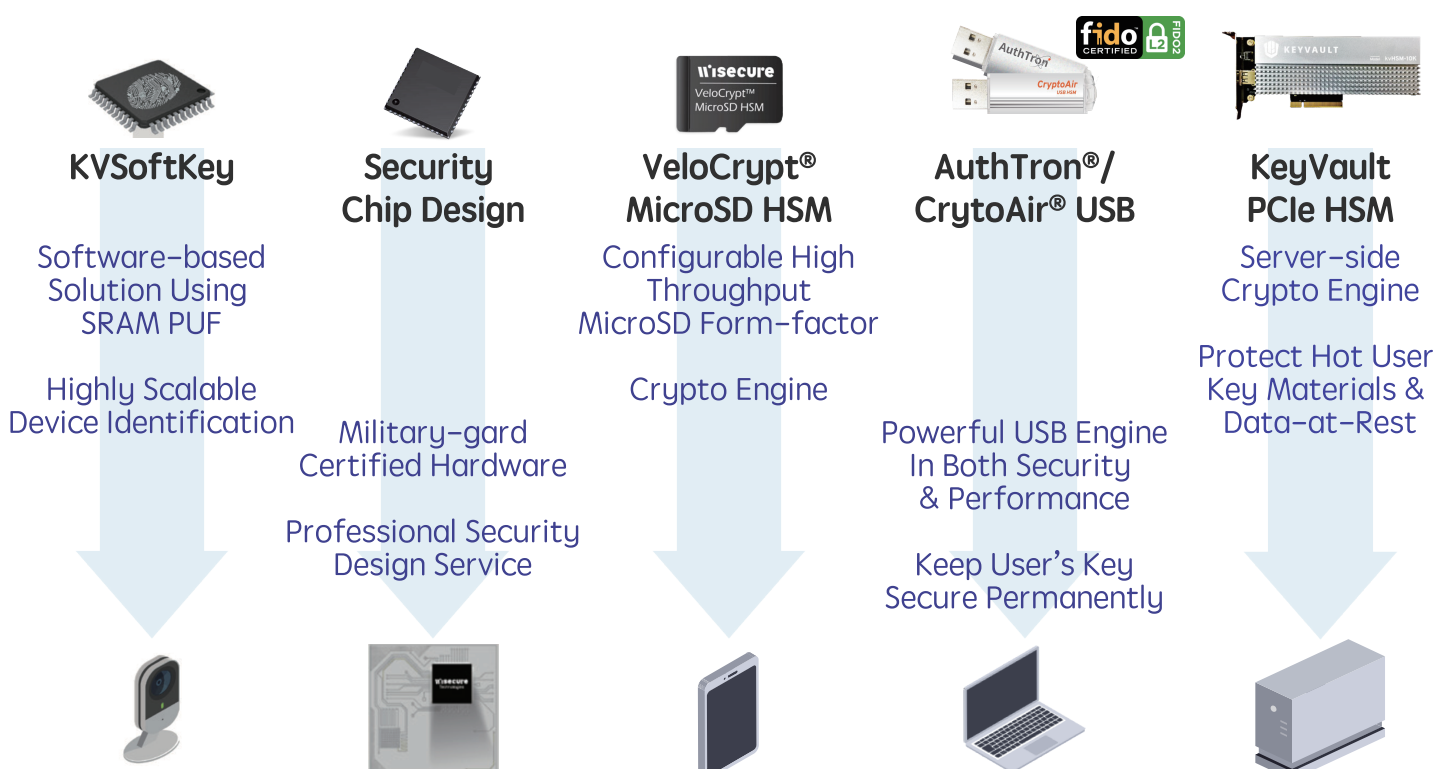 Wisecure
VeloCrypt™
MicroSD HSM
AuthTron
CryptoAir
USB HSM
fido
CERTIFIED
L2
FIDO2
KEYVAULT
KVSoftKey
Software-based
Solution Using
SRAM PUF
Highly Scalable
Device Identification
Security
Chip Design
Military-gard
Certified Hardware
Professional Security
Design Service
Wisecure
Technologies
VeloCrypt®
MicroSD HSM
Configurable High
Throughput
MicroSD Form-factor
Crypto Engine
AuthTron®/
CrytoAir® USB
Powerful USB Engine
In Both Security
& Performance
Keep User's Key
Secure Permanently
KeyVault
PCIe HSM
Server-side
Crypto Engine
Protect Hot User
Key Materials &
Data-at-Rest